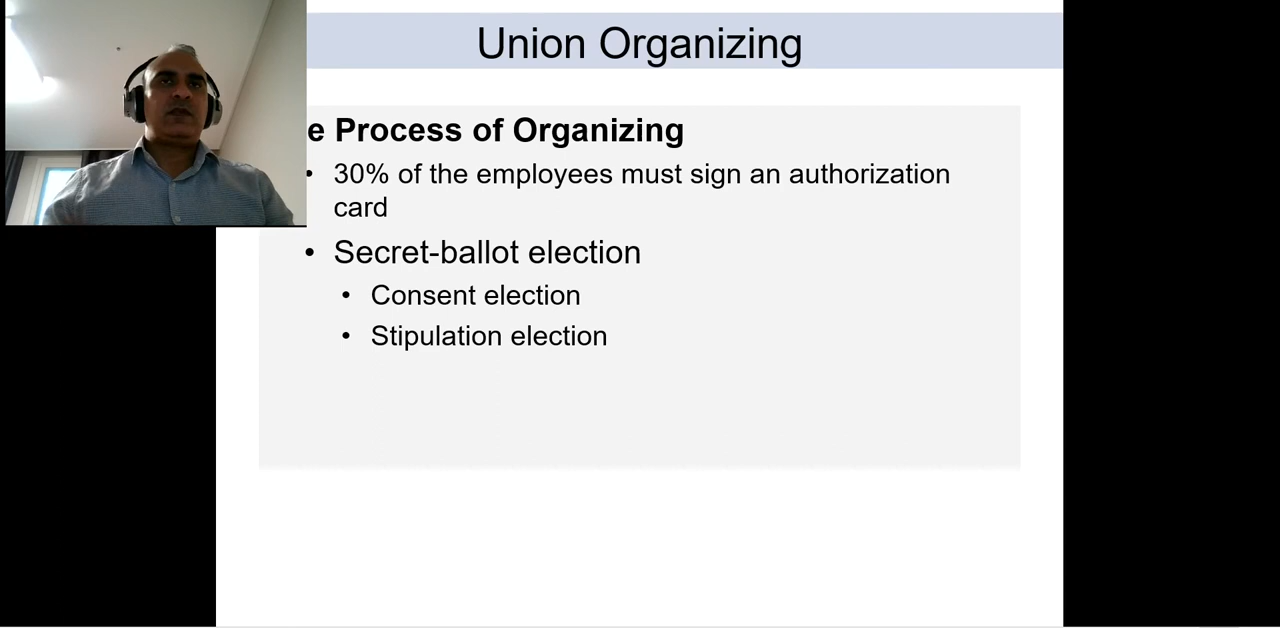 Union Organizing
e Process of Organizing
• 30% of the employees must sign an authorization
card
• Secret-ballot election
• Consent election
• Stipulation election